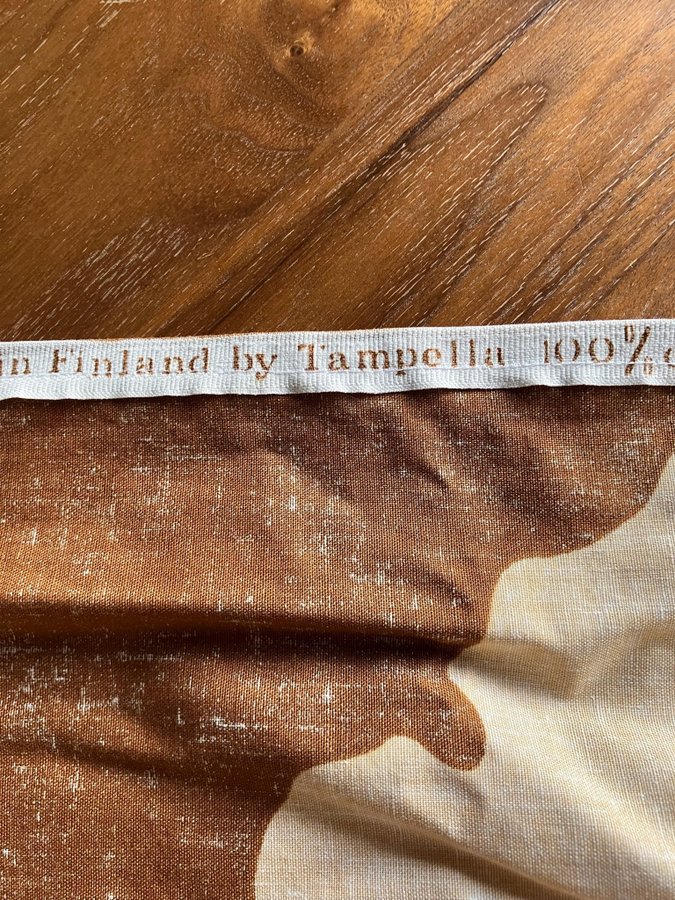 in Finland by Tampella 100%